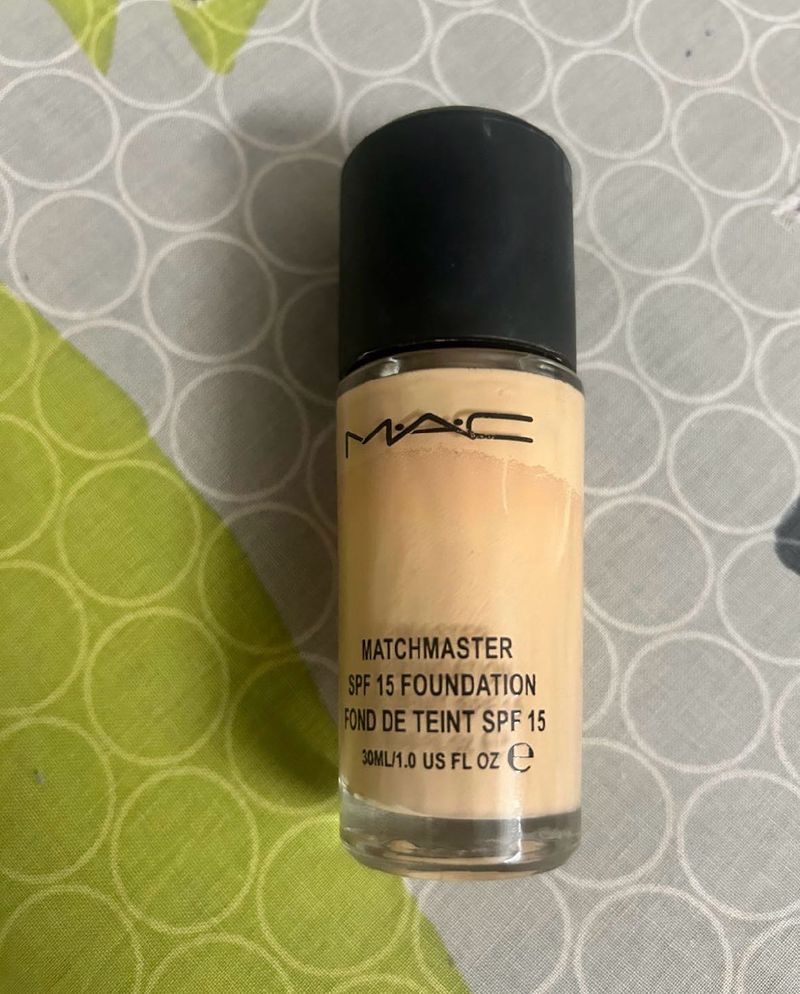 M·A·C
MATCHMASTER
SPF 15 FOUNDATION
FOND DE TEINT SPF 15
30ML/1.0 US FL OZ e